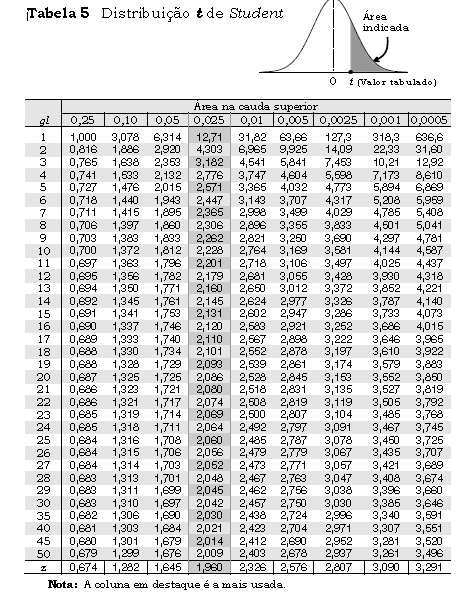 Tabela 5 Distribuição t de Student
Área
indicada
0 t (Valor tabulado)
Área na cauda superior
gl 0,25 0,10 0,05 0,025 0,01 0,005 0,0025 0,001 0,0005
1 1,000 3,078 6,314 12,71 31,82 63,66 127,3 318,3 636,6
2 0,816 1,886 2,920 4,303 6,965 9,925 14,09 22,33 31,60
3 0,765 1,638 2,353 3,182 4,541 5,841 7,453 10,21 12,92
4 0,741 1,533 2,132 2,776 3,747 4,604 5,598 7,173 8,610
5 0,727 1,476 2,015 2,571 3,365 4,032 4,773 5,894 6,869
6 0,718 1,440 1,943 2,447 3,143 3,707 4,317 5,208 5,959
7 0,711 1,415 1,895 2,365 2,998 3,499 4,029 4,785 5,408
8 0,706 1,397 1,860 2,306 2,896 3,355 3,833 4,501 5,041
9 0,703 1,383 1,833 2,262 2,821 3,250 3,690 4,297 4,781
10 0,700 1,372 1,812 2,228 2,764 3,169 3,581 4,144 4,587
11 0,697 1,363 1,796 2,201 2,718 3,106 3,497 4,025 4,437
12 0,695 1,356 1,782 2,179 2,681 3,055 3,428 3,930 4,318
13 0,694 1,350 1,771 2,160 2,650 3,012 3,372 3,852 4,221
14 0,692 1,345 1,761 2,145 2,624 2,977 3,326 3,787 4,140
15 0,691 1,341 1,753 2,131 2,602 2,947 3,286 3,733 4,073
16 0,690 1,337 1,746 2,120 2,583 2,921 3,252 3,686 4,015
17 0,689 1,333 1,740 2,110 2,567 2,898 3,222 3,646 3,965
18 0,688 1,330 1,734 2,101 2,552 2,878 3,197 3,610 3,922
19 0,688 1,328 1,729 2,093 2,539 2,861 3,174 3,579 3,883
20 0,687 1,325 1,725 2,086 2,528 2,845 3,153 3,552 3,850
21 0,686 1,323 1,721 2,080 2,518 2,831 3,135 3,527 3,819
22 0,686 1,321 1,717 2,074 2,508 2,819 3,119 3,505 3,792
23 0,685 1,319 1,714 2,069 2,500 2,807 3,104 3,485 3,768
24 0,685 1,318 1,711 2,064 2,492 2,797 3,091 3,467 3,745
25 0,684 1,316 1,708 2,060 2,485 2,787 3,078 3,450 3,725
26 0,684 1,315 1,706 2,056 2,479 2,779 3,067 3,435 3,707
27 0,684 1,314 1,703 2,052 2,473 2,771 3,057 3,421 3,689
28 0,683 1,313 1,701 2,048 2,467 2,763 3,047 3,408 3,674
29 0,683 1,311 1,699 2,045 2,462 2,756 3,038 3,396 3,660
30 0,683 1,310 1,697 2,042 2,457 2,750 3,030 3,385 3,646
35 0,682 1,306 1,690 2,030 2,438 2,724 2,996 3,340 3,591
40 0,681 1,303 1,684 2,021 2,423 2,704 2,971 3,307 3,551
45 0,680 1,301 1,679 2,014 2,412 2,690 2,952 3,281 3,520
50 0,679 1,299 1,676 2,009 2,403 2,678 2,937 3,261 3,496
z 0,674 1,282 1,645 1,960 2,326 2,576 2,807 3,090 3,291
Nota: A coluna em destaque é a mais usada.